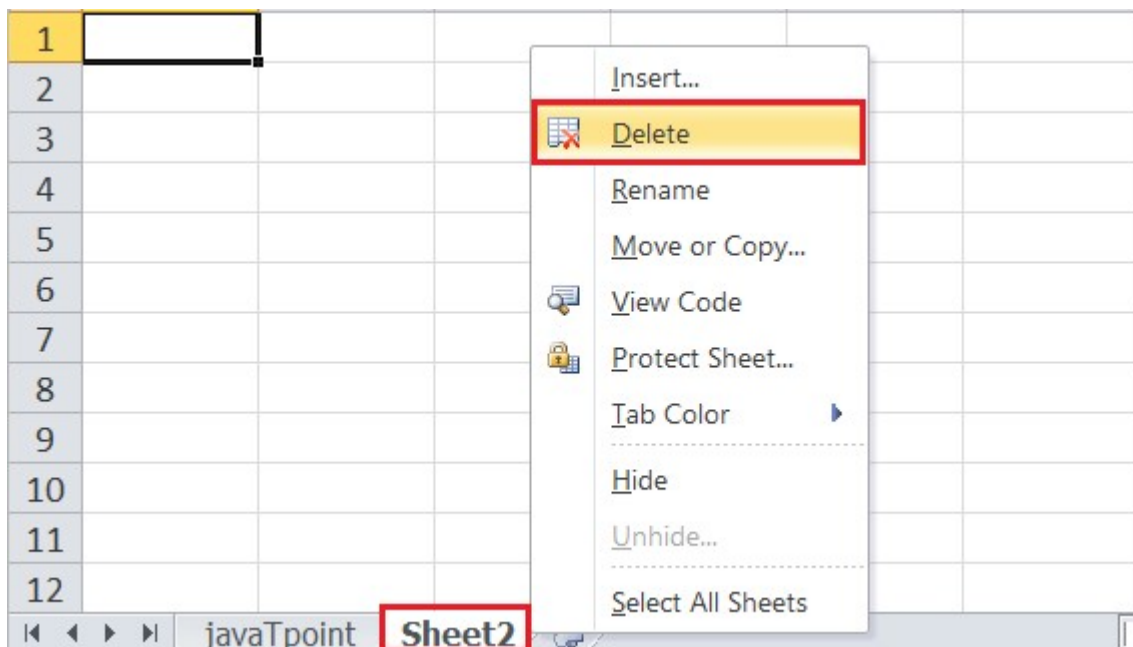 1
Insert...
2
Delete
3
Rename
4
Move or Copy...
5
6
View Code
7
Protect Sheet...
8
Tab Color
9
Hide
10
Unhide...
11
12
Select All Sheets
javaTpoint Sheet2